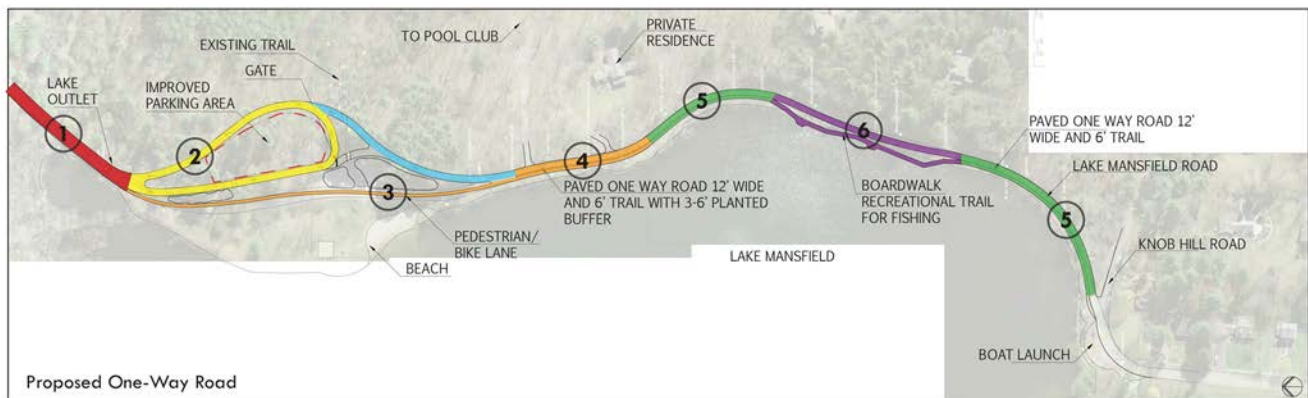 TO POOL CLUB
PRIVATE
RESIDENCE
EXISTING TRAIL
GATE
LAKE
OUTLET
IMPROVED
PARKING AREA
1
2
3
4
5
6
5
PAVED ONE WAY ROAD 12'
WIDE AND 6' TRAIL
LAKE MANSFIELD ROAD
PAVED ONE WAY ROAD 12' WIDE
AND 6' TRAIL WITH 3-6' PLANTED
BUFFER
BOARDWALK
RECREATIONAL TRAIL
FOR FISHING
PEDESTRIAN/
BIKE LANE
BEACH
LAKE MANSFIELD
KNOB HILL ROAD
BOAT LAUNCH
Proposed One-Way Road